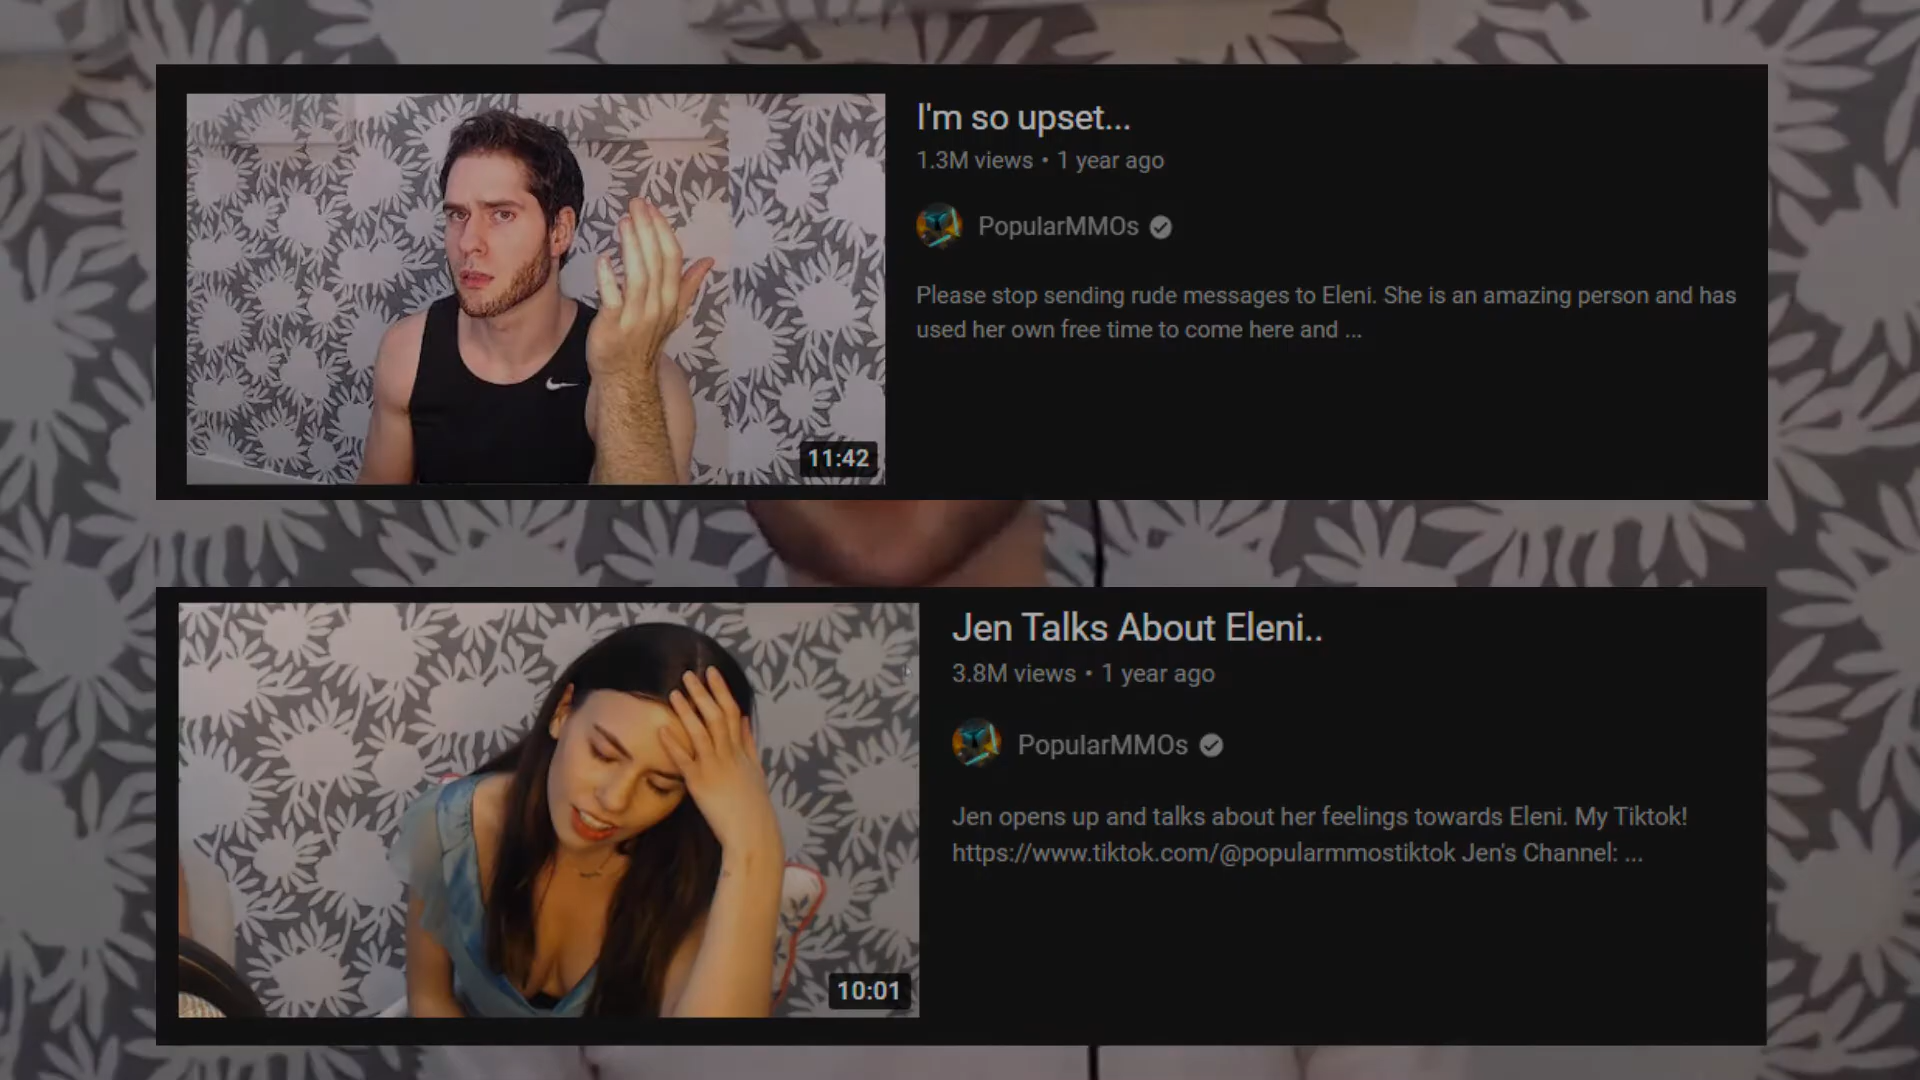 I'm so upset...
1.3M views • 1 year ago
PopularMMOs
Please stop sending rude messages to Eleni. She is an amazing person and has
used her own free time to come here and ...
11:42
Jen Talks About Eleni..
3.8M views • 1 year ago
PopularMMOs
Jen opens up and talks about her feelings towards Eleni. My Tiktok!
https://www.tiktok.com/@popularmmostiktok Jen's Channel: ...
10:01